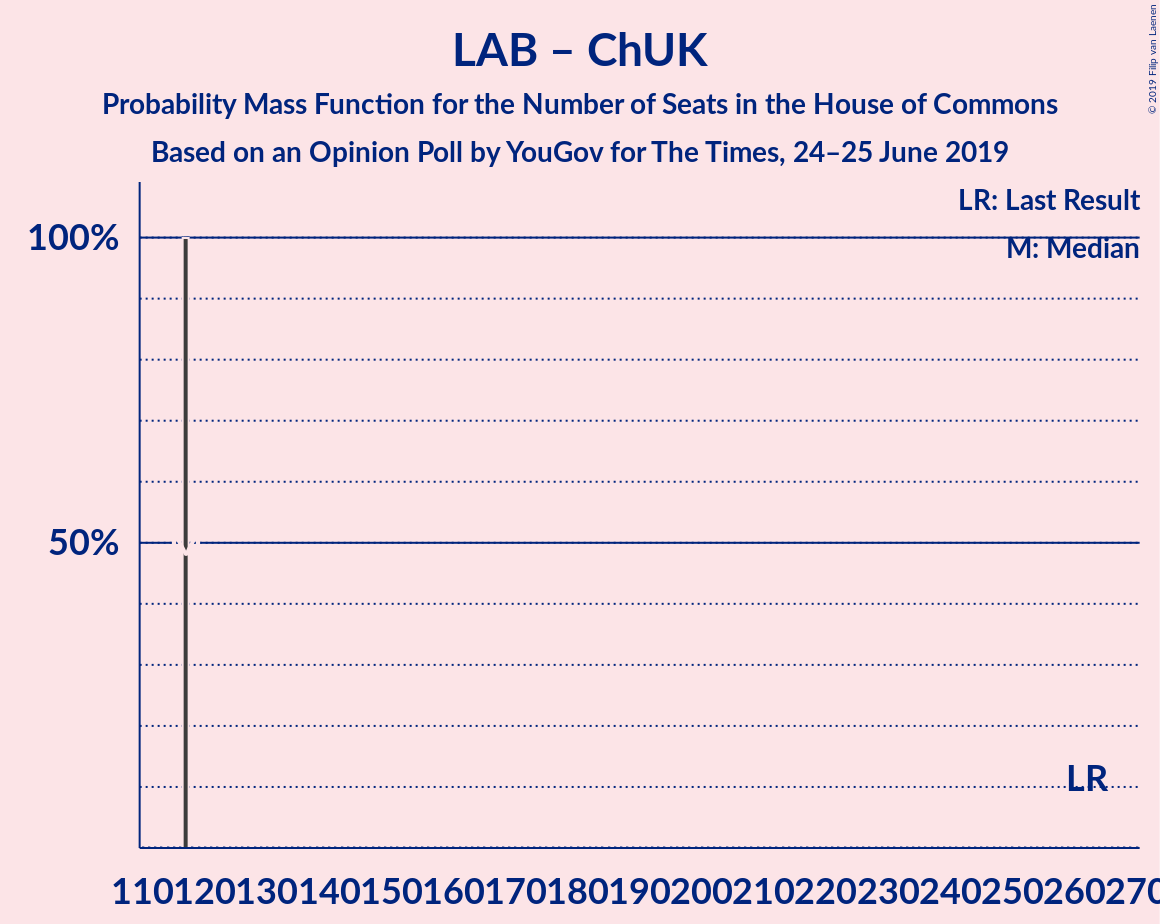 LAB – ChUK
Probability Mass Function for the Number of Seats in the House of Commons
Based on an Opinion Poll by YouGov for The Times, 24–25 June 2019
© 2019 Filip van Laenen
LR: Last Result
M: Median
100%
50%
LR
110 120 130 140 150 160 170 180 190 200 210 220 230 240 250 260 270